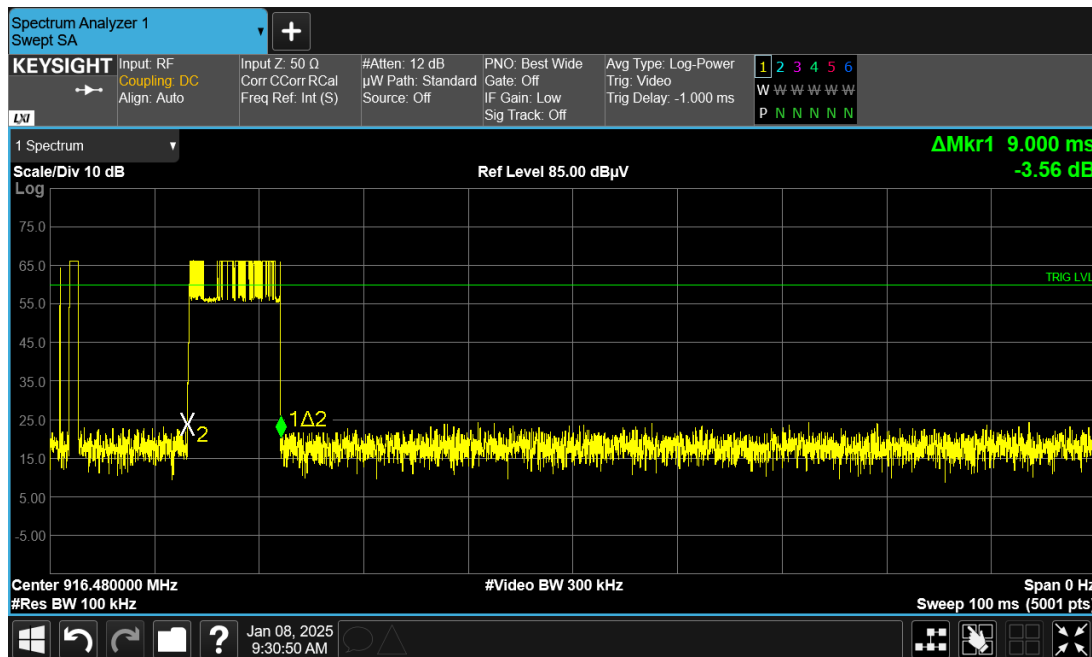 Spectrum Analyzer 1
Swept SA
KEYSIGHT
LXI
Input: RF
Coupling: DC
Align: Auto
Input Z: 50 Ω
Corr CCorr RCal
Freq Ref: Int (S)
#Atten: 12 dB
µW Path: Standard
Source: Off
PNO: Best Wide
Gate: Off
IF Gain: Low
Sig Track: Off
Avg Type: Log-Power
Trig: Video
Trig Delay: -1.000 ms
1 2 3 4 5 6
W W W W W W
P N N N N N
1 Spectrum
ΔMkr1 9.000 ms
-3.56 dB
Scale/Div 10 dB
Ref Level 85.00 dBµV
Log
75.0
65.0
TRIG LVL
55.0
45.0
35.0
25.0
1Δ2
2
15.0
5.00
-5.00
Center 916.480000 MHz
#Video BW 300 kHz
Span 0 Hz
#Res BW 100 kHz
Sweep 100 ms (5001 pts)
?
Jan 08, 2025
9:30:50 AM